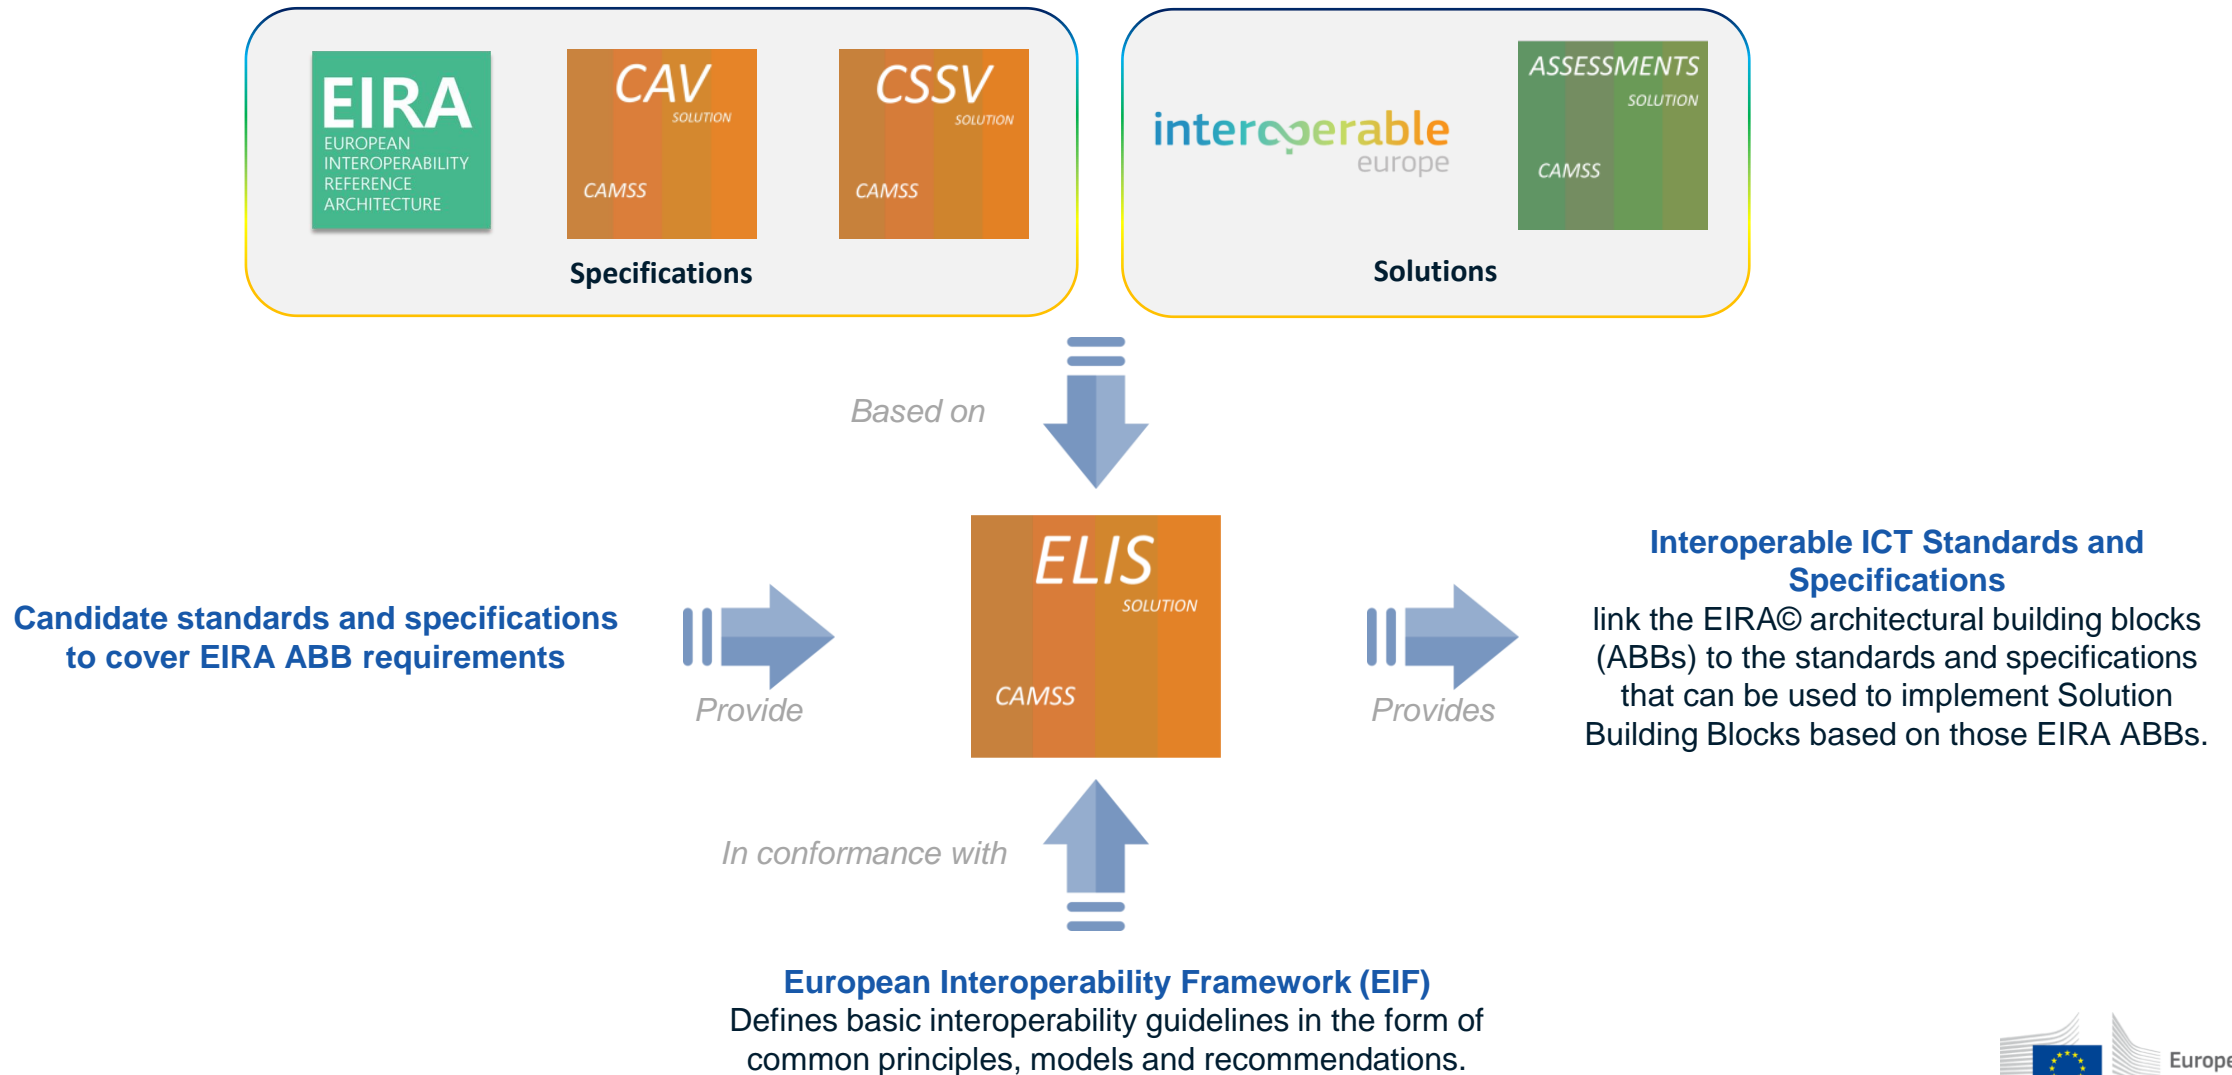 EIRA
EUROPEAN
INTEROPERABILITY
REFERENCE
ARCHITECTURE
CAV
SOLUTION
CAMSS
CSSV
SOLUTION
CAMSS
Specifications
interoperable
europe
ASSESSMENTS
SOLUTION
CAMSS
Solutions
Based on
Candidate standards and specifications
to cover EIRA ABB requirements
Provide
ELIS
SOLUTION
CAMSS
Provides
Interoperable ICT Standards and
Specifications
link the EIRA© architectural building blocks
(ABBs) to the standards and specifications
that can be used to implement Solution
Building Blocks based on those EIRA ABBs.
In conformance with
European Interoperability Framework (EIF)
Defines basic interoperability guidelines in the form of
common principles, models and recommendations.